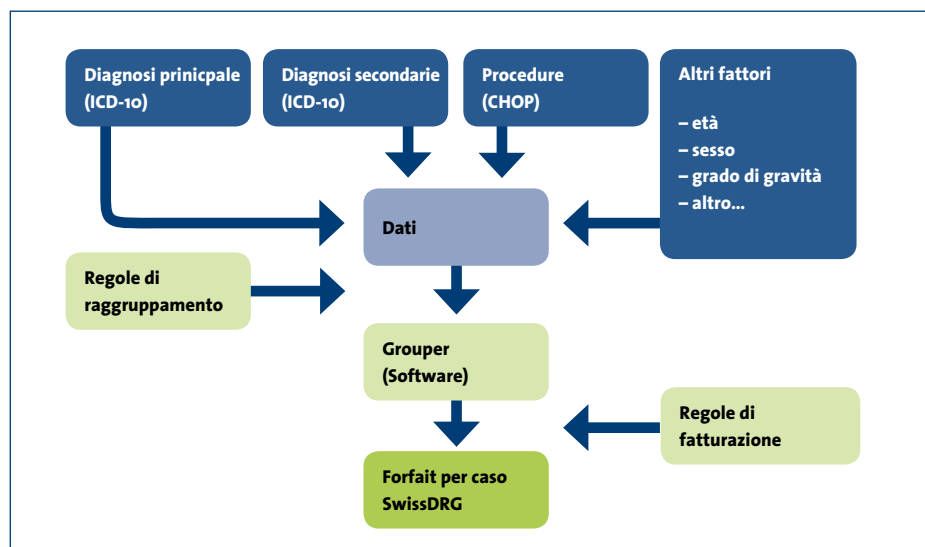 Diagnosi prinicpale
(ICD-10)
Diagnosi secondarie
(ICD-10)
Procedure
(CHOP)
Altri fattori
– età
– sesso
– grado di gravità
– altro...
Dati
Regole di
raggruppamento
Grouper
(Software)
Regole di
fatturazione
Forfait per caso
SwissDRG